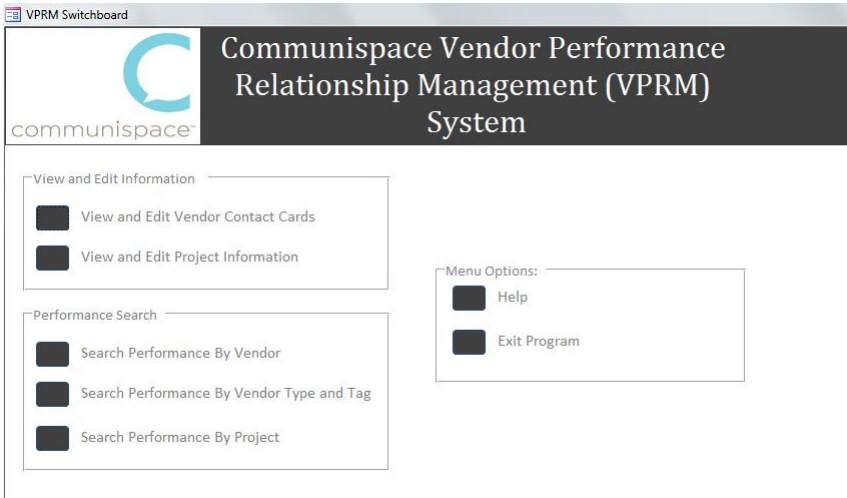 VPRM Switchboard
Communispace Vendor Performance
Relationship Management (VPRM)
System
communispace
View and Edit Information
View and Edit Vendor Contact Cards
View and Edit Project Information
Performance Search
Search Performance By Vendor
Search Performance By Vendor Type and Tag
Search Performance By Project
Menu Options:
Help
Exit Program